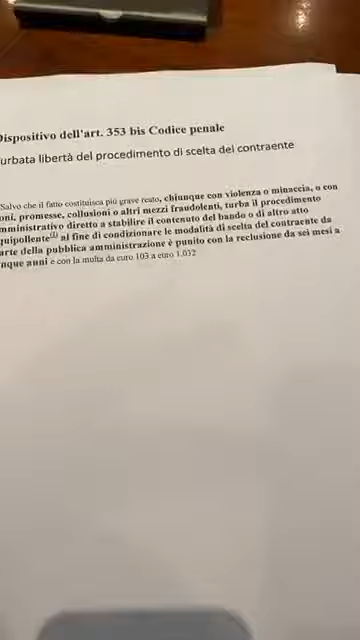 Dispositivo dell'art. 353 bis Codice penale
urbata libertà del procedimento di scelta del contraente
Salvo che il fatto costituisca più grave reato, chiunque con violenza o minaccia, o con
oni, promesse, collusioni o altri mezzi fraudolenti, turba il procedimento
mministrativo diretto a stabilire il contenuto del bando o di altro atto
quipollente(1) al fine di condizionare le modalità di scelta del contraente da
arte della pubblica amministrazione è punito con la reclusione da sei mesi a
nque anni e con la multa da euro 103 a euro 1.032